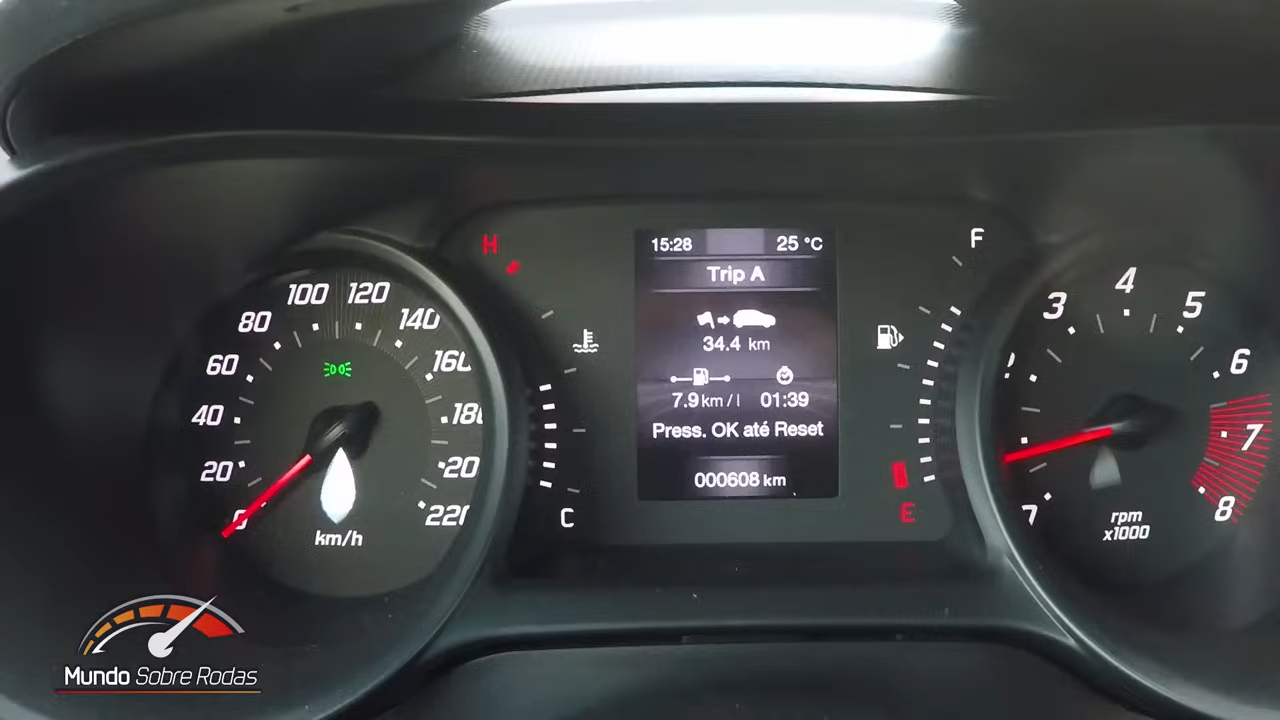 15:28 25 °C
Trip A
34.4 km
7.9 km/l 01:39
Press. OK até Reset
000608 km
H
C
F
E
0
20
40
60
80
100
120
140
160
180
220
km/h
3
4
5
6
7
8
rpm
x1000
Mundo Sobre Rodas